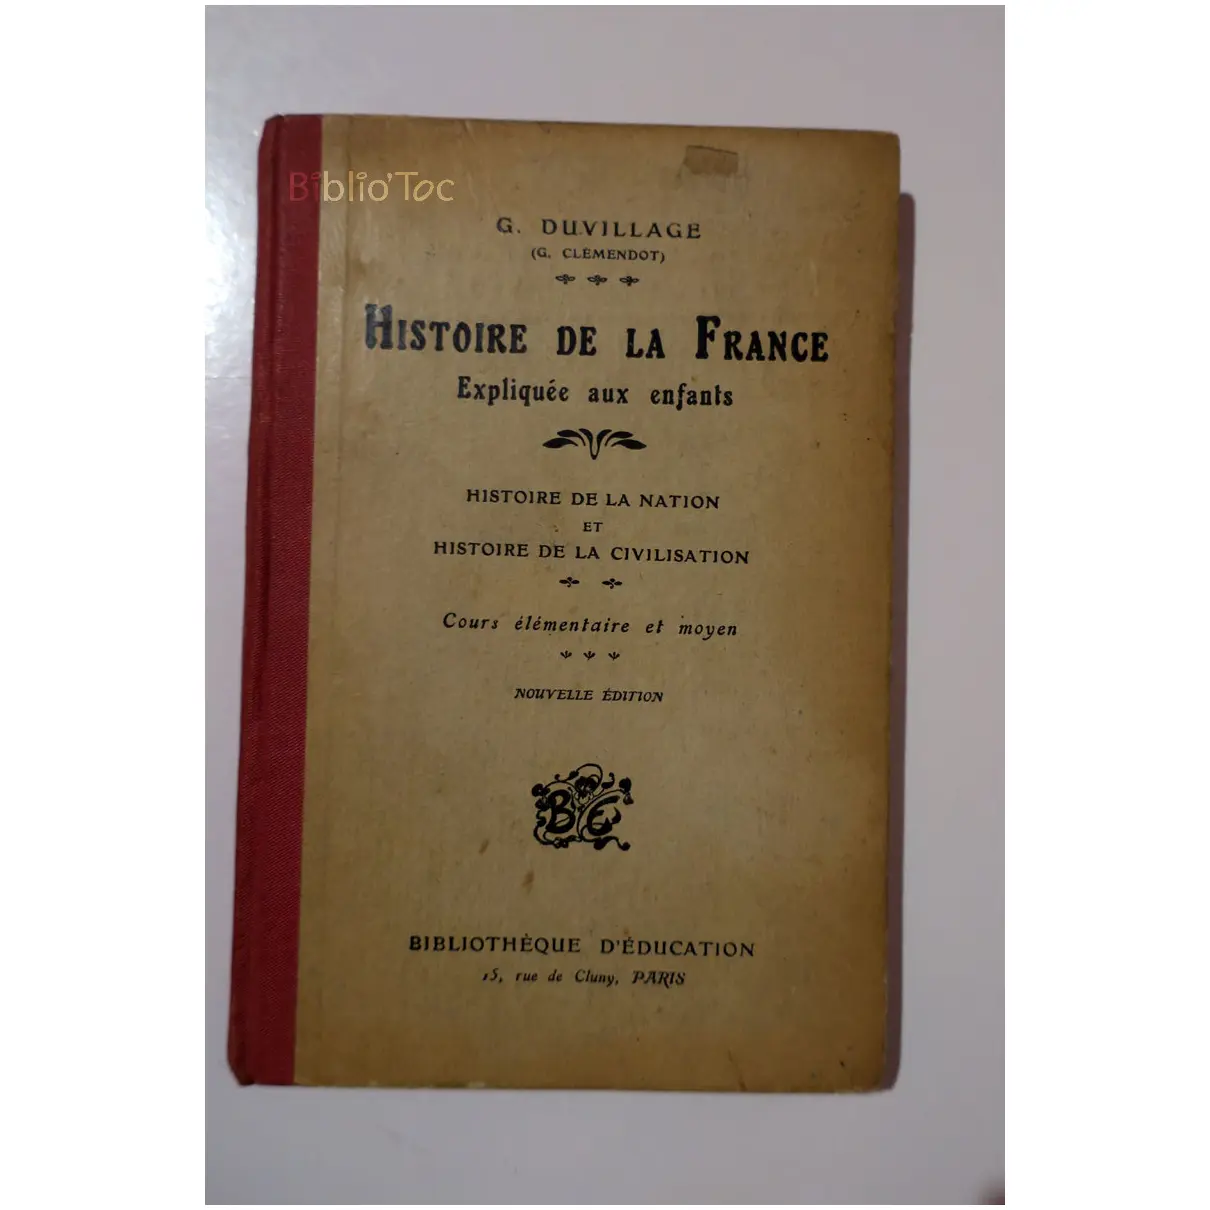 Biblio'Toc
G. DUVILLAGE
(G. CLÉMENDOT)
HISTOIRE DE LA FRANCE
Expliquée aux enfants
HISTOIRE DE LA NATION
ET
HISTOIRE DE LA CIVILISATION
Cours élémentaire et moyen
NOUVELLE ÉDITION
BE
BIBLIOTHÈQUE D'ÉDUCATION
15, rue de Cluny, PARIS